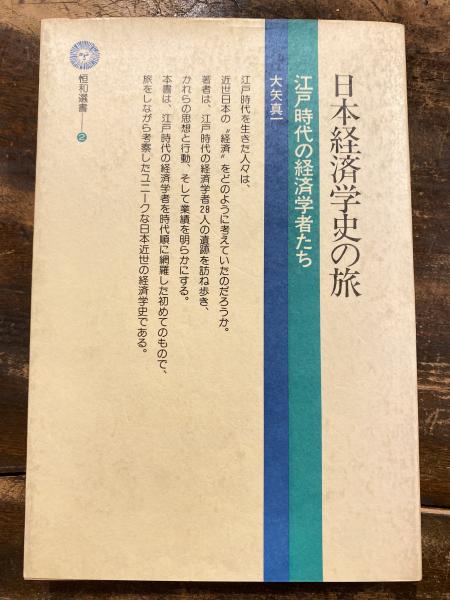 日本経済学史の旅
江戸時代の経済学者たち
大矢真一
江戸時代を生きた人々は、
近世日本の〝経済〟をどのように考えていたのだろうか。
著者は、江戸時代の経済学者28人の遺跡を訪ね歩き、
かれらの思想と行動、そして業績を明らかにする。
本書は、江戸時代の経済学者を時代順に網羅した初めてのもので、
旅をしながら考察したユニークな日本近世の経済学史である。
恒和選書 2